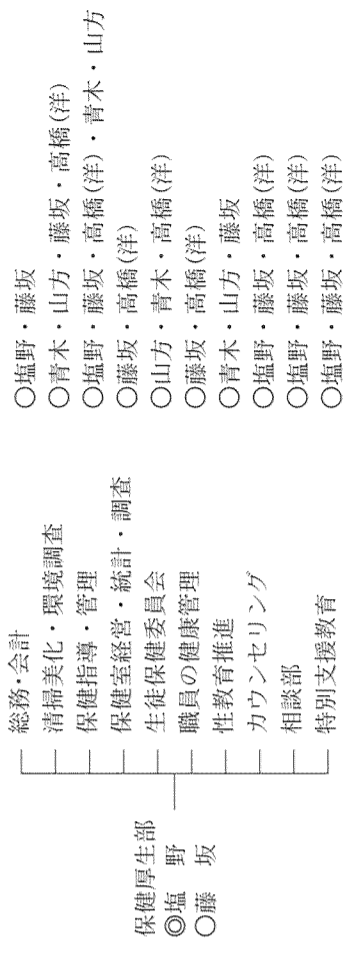 保健厚生部
◎塩　野
○藤　坂
総務・会計　○塩野・藤坂
清掃美化・環境調査　○青木・山方・藤坂・高橋(洋)
保健指導・管理　○塩野・藤坂・高橋(洋)・青木・山方
保健室経営・統計・調査　○藤坂・高橋(洋)
生徒保健委員会　○山方・青木・高橋(洋)
職員の健康管理　○藤坂・高橋(洋)
性教育推進　○青木・山方・藤坂
カウンセリング　○塩野・藤坂・高橋(洋)
相談部　○塩野・藤坂・高橋(洋)
特別支援教育　○塩野・藤坂・高橋(洋)